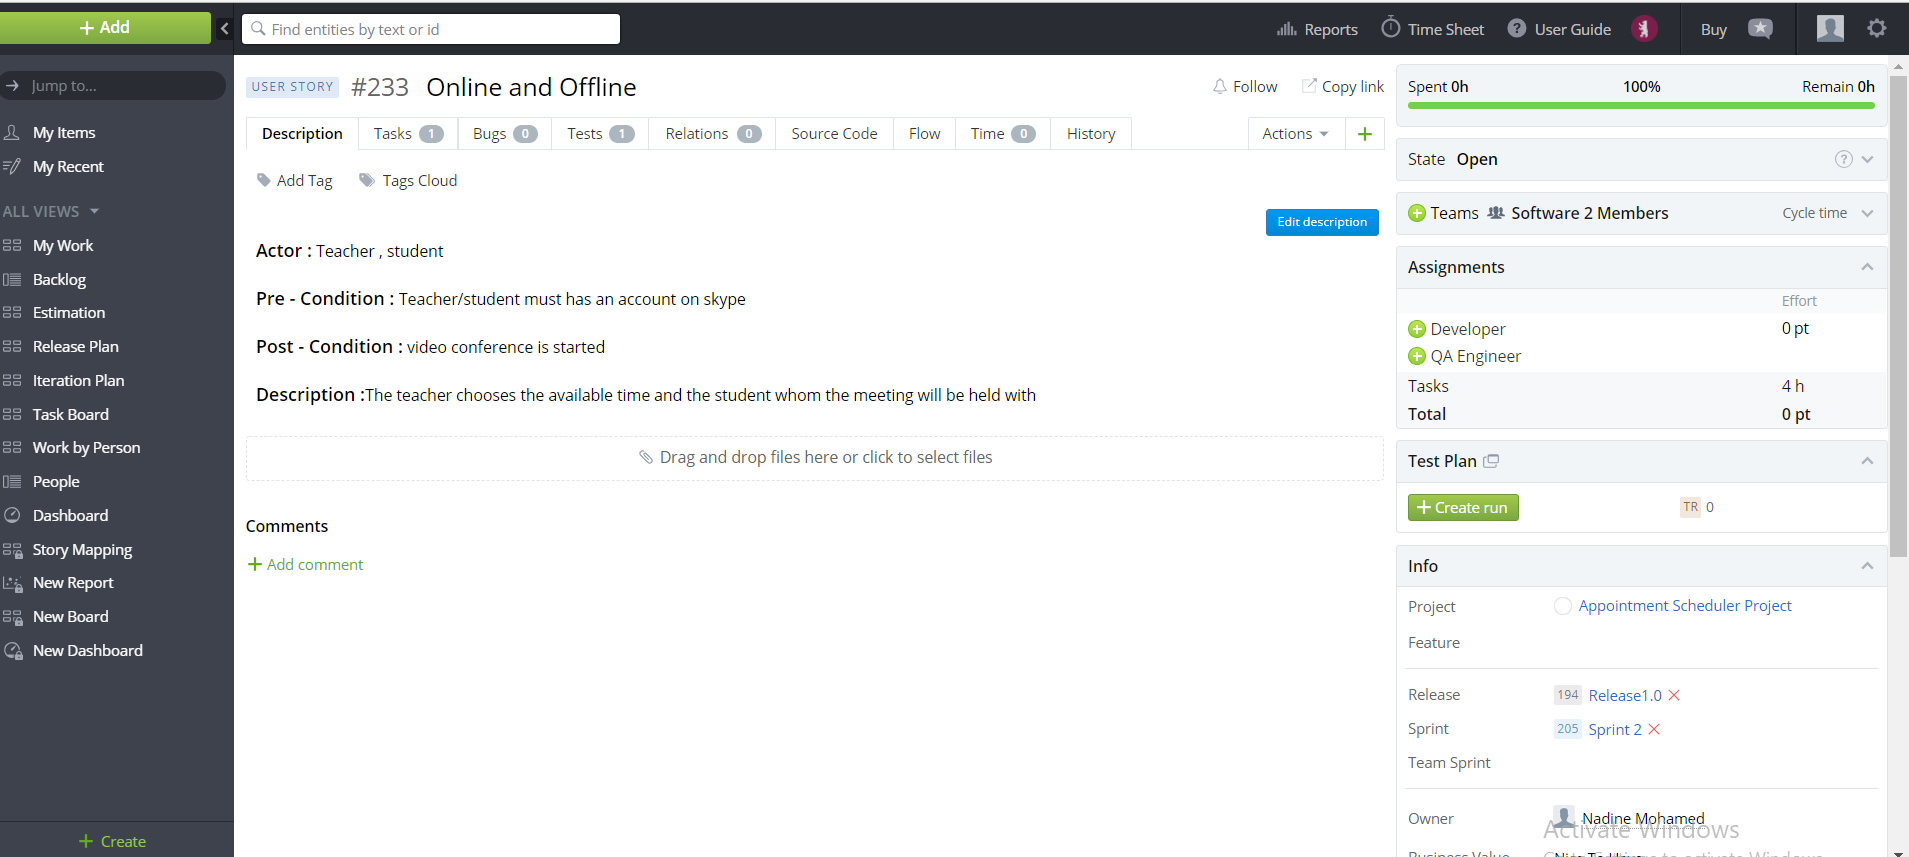 + Add
Find entities by text or id
Reports
Time Sheet
User Guide
Buy
Jump to...
My Items
My Recent
ALL VIEWS
My Work
Backlog
Estimation
Release Plan
Iteration Plan
Task Board
Work by Person
People
Dashboard
Story Mapping
New Report
New Board
New Dashboard
+ Create
USER STORY #233 Online and Offline
Follow
Copy link
Description
Tasks 1
Bugs 0
Tests 1
Relations 0
Source Code
Flow
Time 0
History
Actions
+
Add Tag
Tags Cloud
Edit description
Actor : Teacher , student
Pre - Condition : Teacher/student must has an account on skype
Post - Condition : video conference is started
Description :The teacher chooses the available time and the student whom the meeting will be held with
Drag and drop files here or click to select files
Comments
+ Add comment
Spent 0h 100% Remain 0h
State Open
?
Teams Software 2 Members Cycle time
Assignments
Effort
Developer 0 pt
QA Engineer
Tasks 4 h
Total 0 pt
Test Plan
+ Create run TR 0
Info
Project Appointment Scheduler Project
Feature
Release 194 Release1.0
Sprint 205 Sprint 2
Team Sprint
Owner Nadine Mohamed
Activate Windows
Business Value